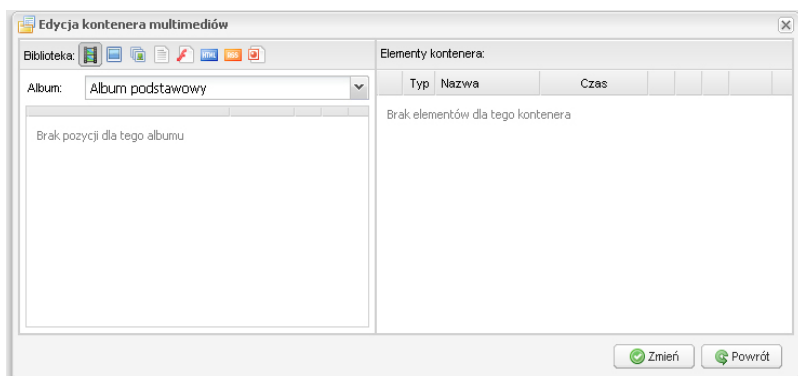 Edycja kontenera multimediów
Biblioteka:
HTML
Album: Album podstawowy
Brak pozycji dla tego albumu
Elementy kontenera:
Typ Nazwa Czas
Brak elementów dla tego kontenera
Zmień Powrót